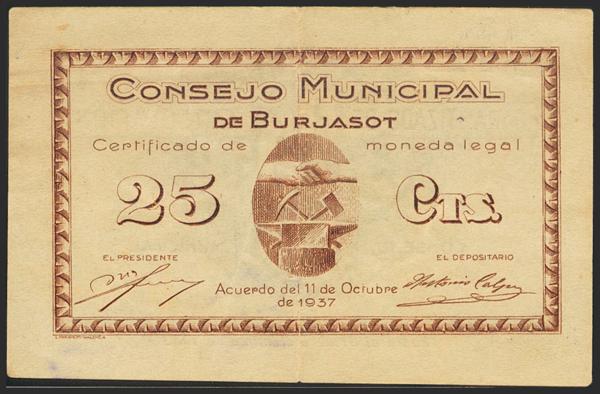 CONSEJO MUNICIPAL
DE BURJASOT
Certificado de moneda legal
25 CTS.
EL PRESIDENTE
EL DEPOSITARIO
Antonio
Acuerdo del 11 de Octubre
de 1937